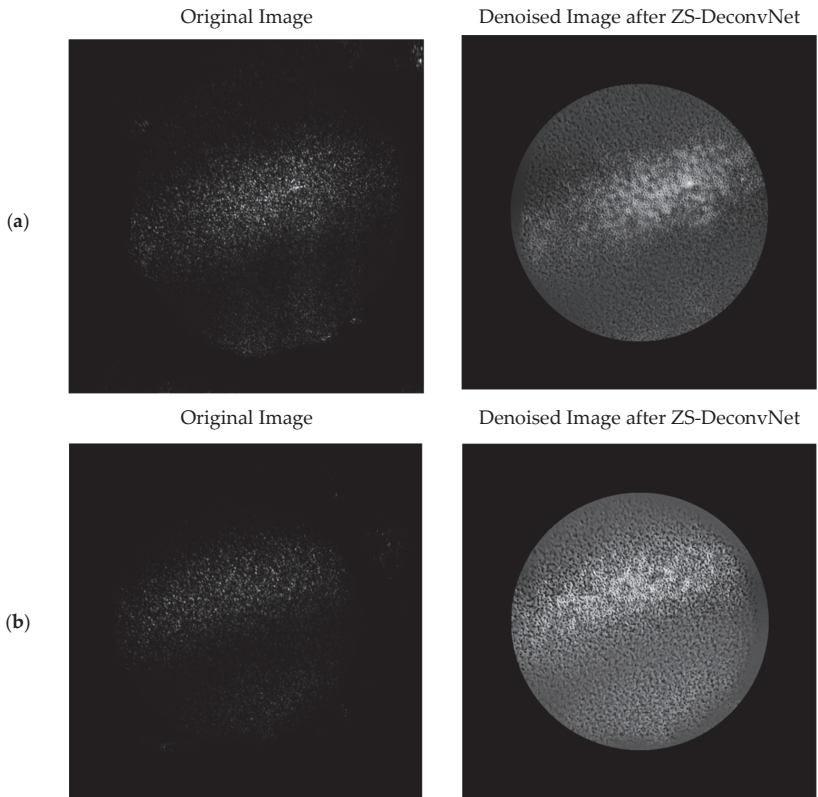 Original Image
Denoised Image after ZS-DeconvNet
(a)
Original Image
Denoised Image after ZS-DeconvNet
(b)